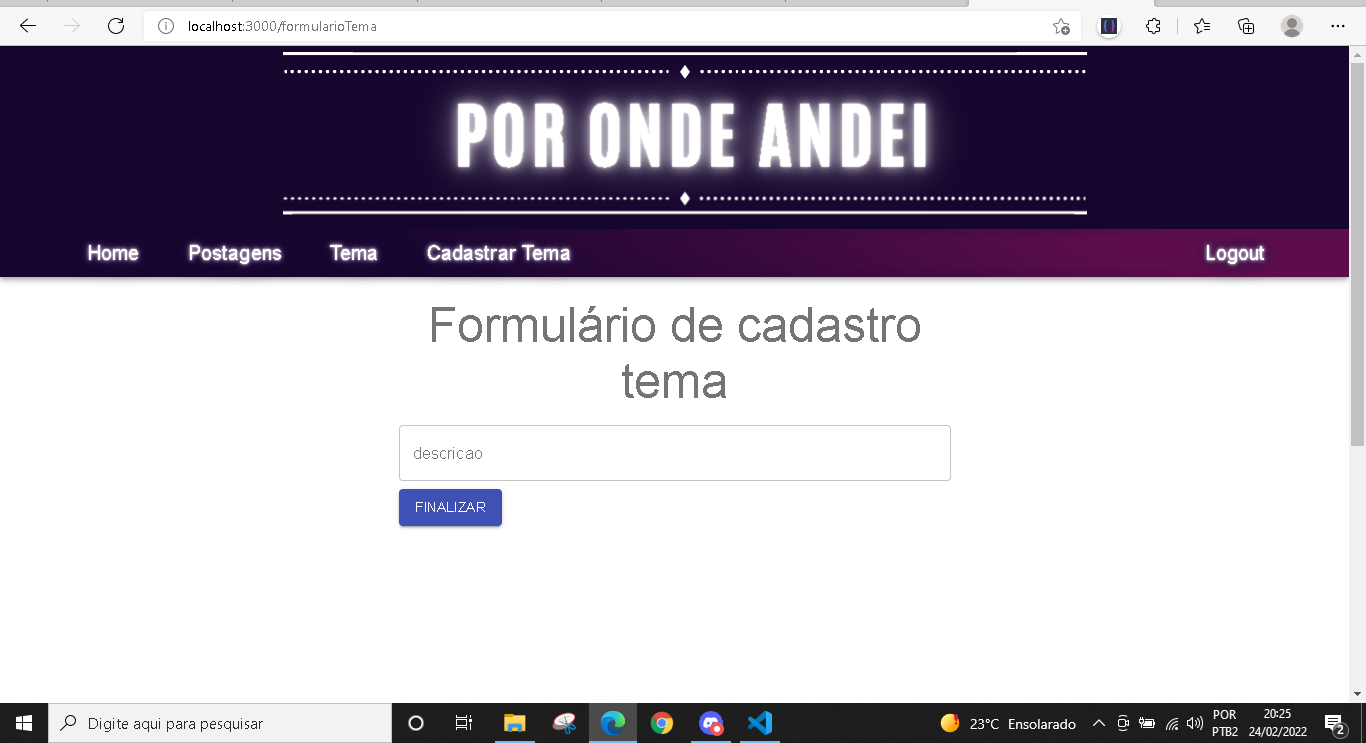 localhost:3000/formularioTema
POR ONDE ANDEI
Home Postagens Tema Cadastrar Tema Logout
Formulário de cadastro
tema
descricao
FINALIZAR
Digite aqui para pesquisar
23°C Ensolarado
POR
PTB2
20:25
24/02/2022
2